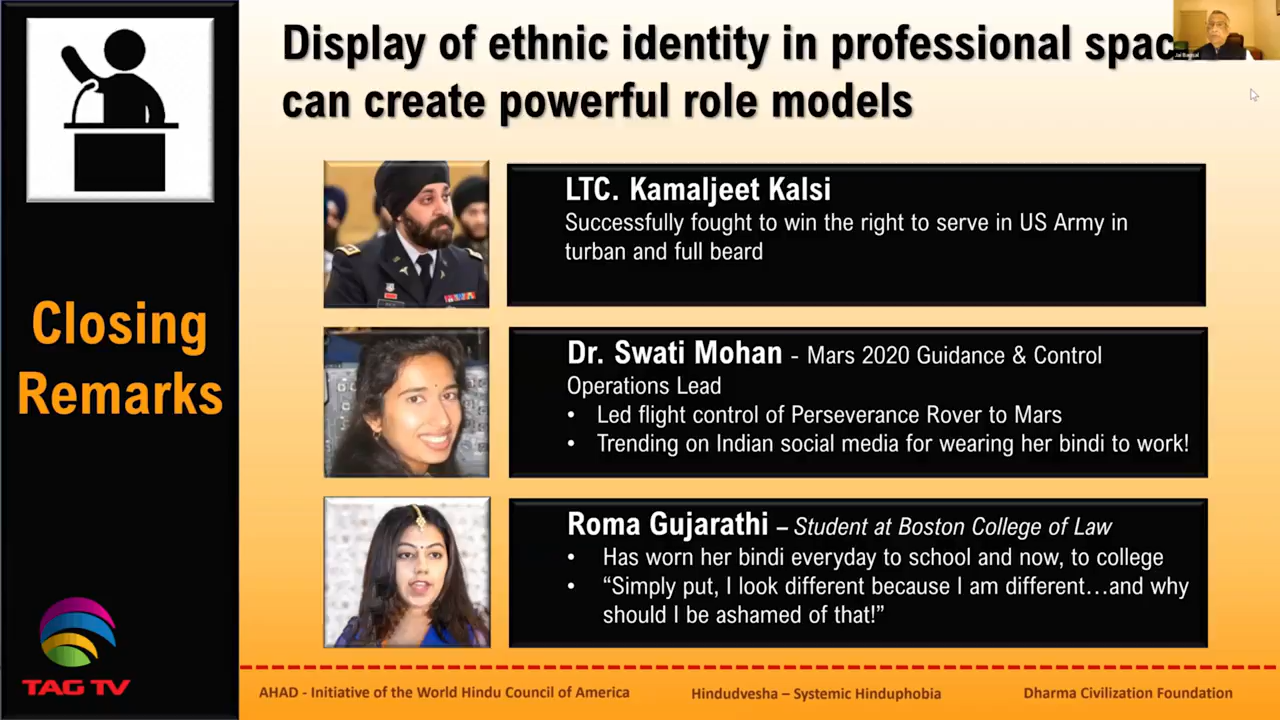 Display of ethnic identity in professional spac
can create powerful role models
Closing
Remarks
LTC. Kamaljeet Kalsi
Successfully fought to win the right to serve in US Army in
turban and full beard
Dr. Swati Mohan - Mars 2020 Guidance & Control
Operations Lead
• Led flight control of Perseverance Rover to Mars
• Trending on Indian social media for wearing her bindi to work!
Roma Gujarathi – Student at Boston College of Law
• Has worn her bindi everyday to school and now, to college
• “Simply put, I look different because I am different…and why
should I be ashamed of that!”
TAG TV
AHAD - Initiative of the World Hindu Council of America
Hindudvesha – Systemic Hinduphobia
Dharma Civilization Foundation